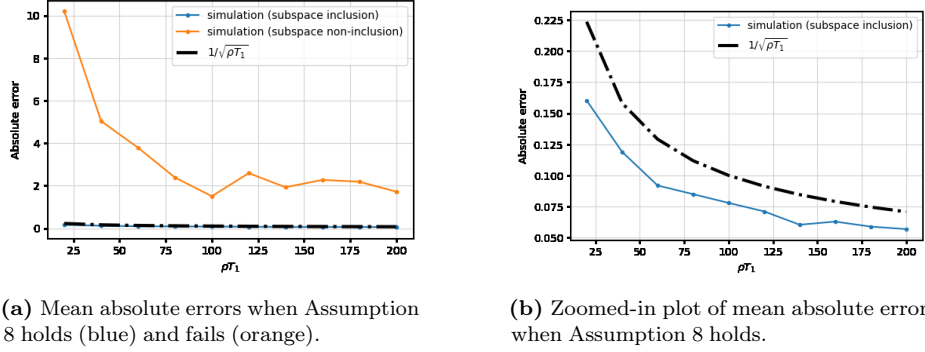 10
8
6
4
2
0
Absolute error
simulation (subspace inclusion)
simulation (subspace non-inclusion)
1/√ρT₁
25 50 75 100 125 150 175 200
ρT₁
0.225
0.200
0.175
0.150
0.125
0.100
0.075
0.050
Absolute error
simulation (subspace inclusion)
1/√ρT₁
25 50 75 100 125 150 175 200
ρT₁
(a) Mean absolute errors when Assumption
8 holds (blue) and fails (orange).
(b) Zoomed-in plot of mean absolute error
when Assumption 8 holds.